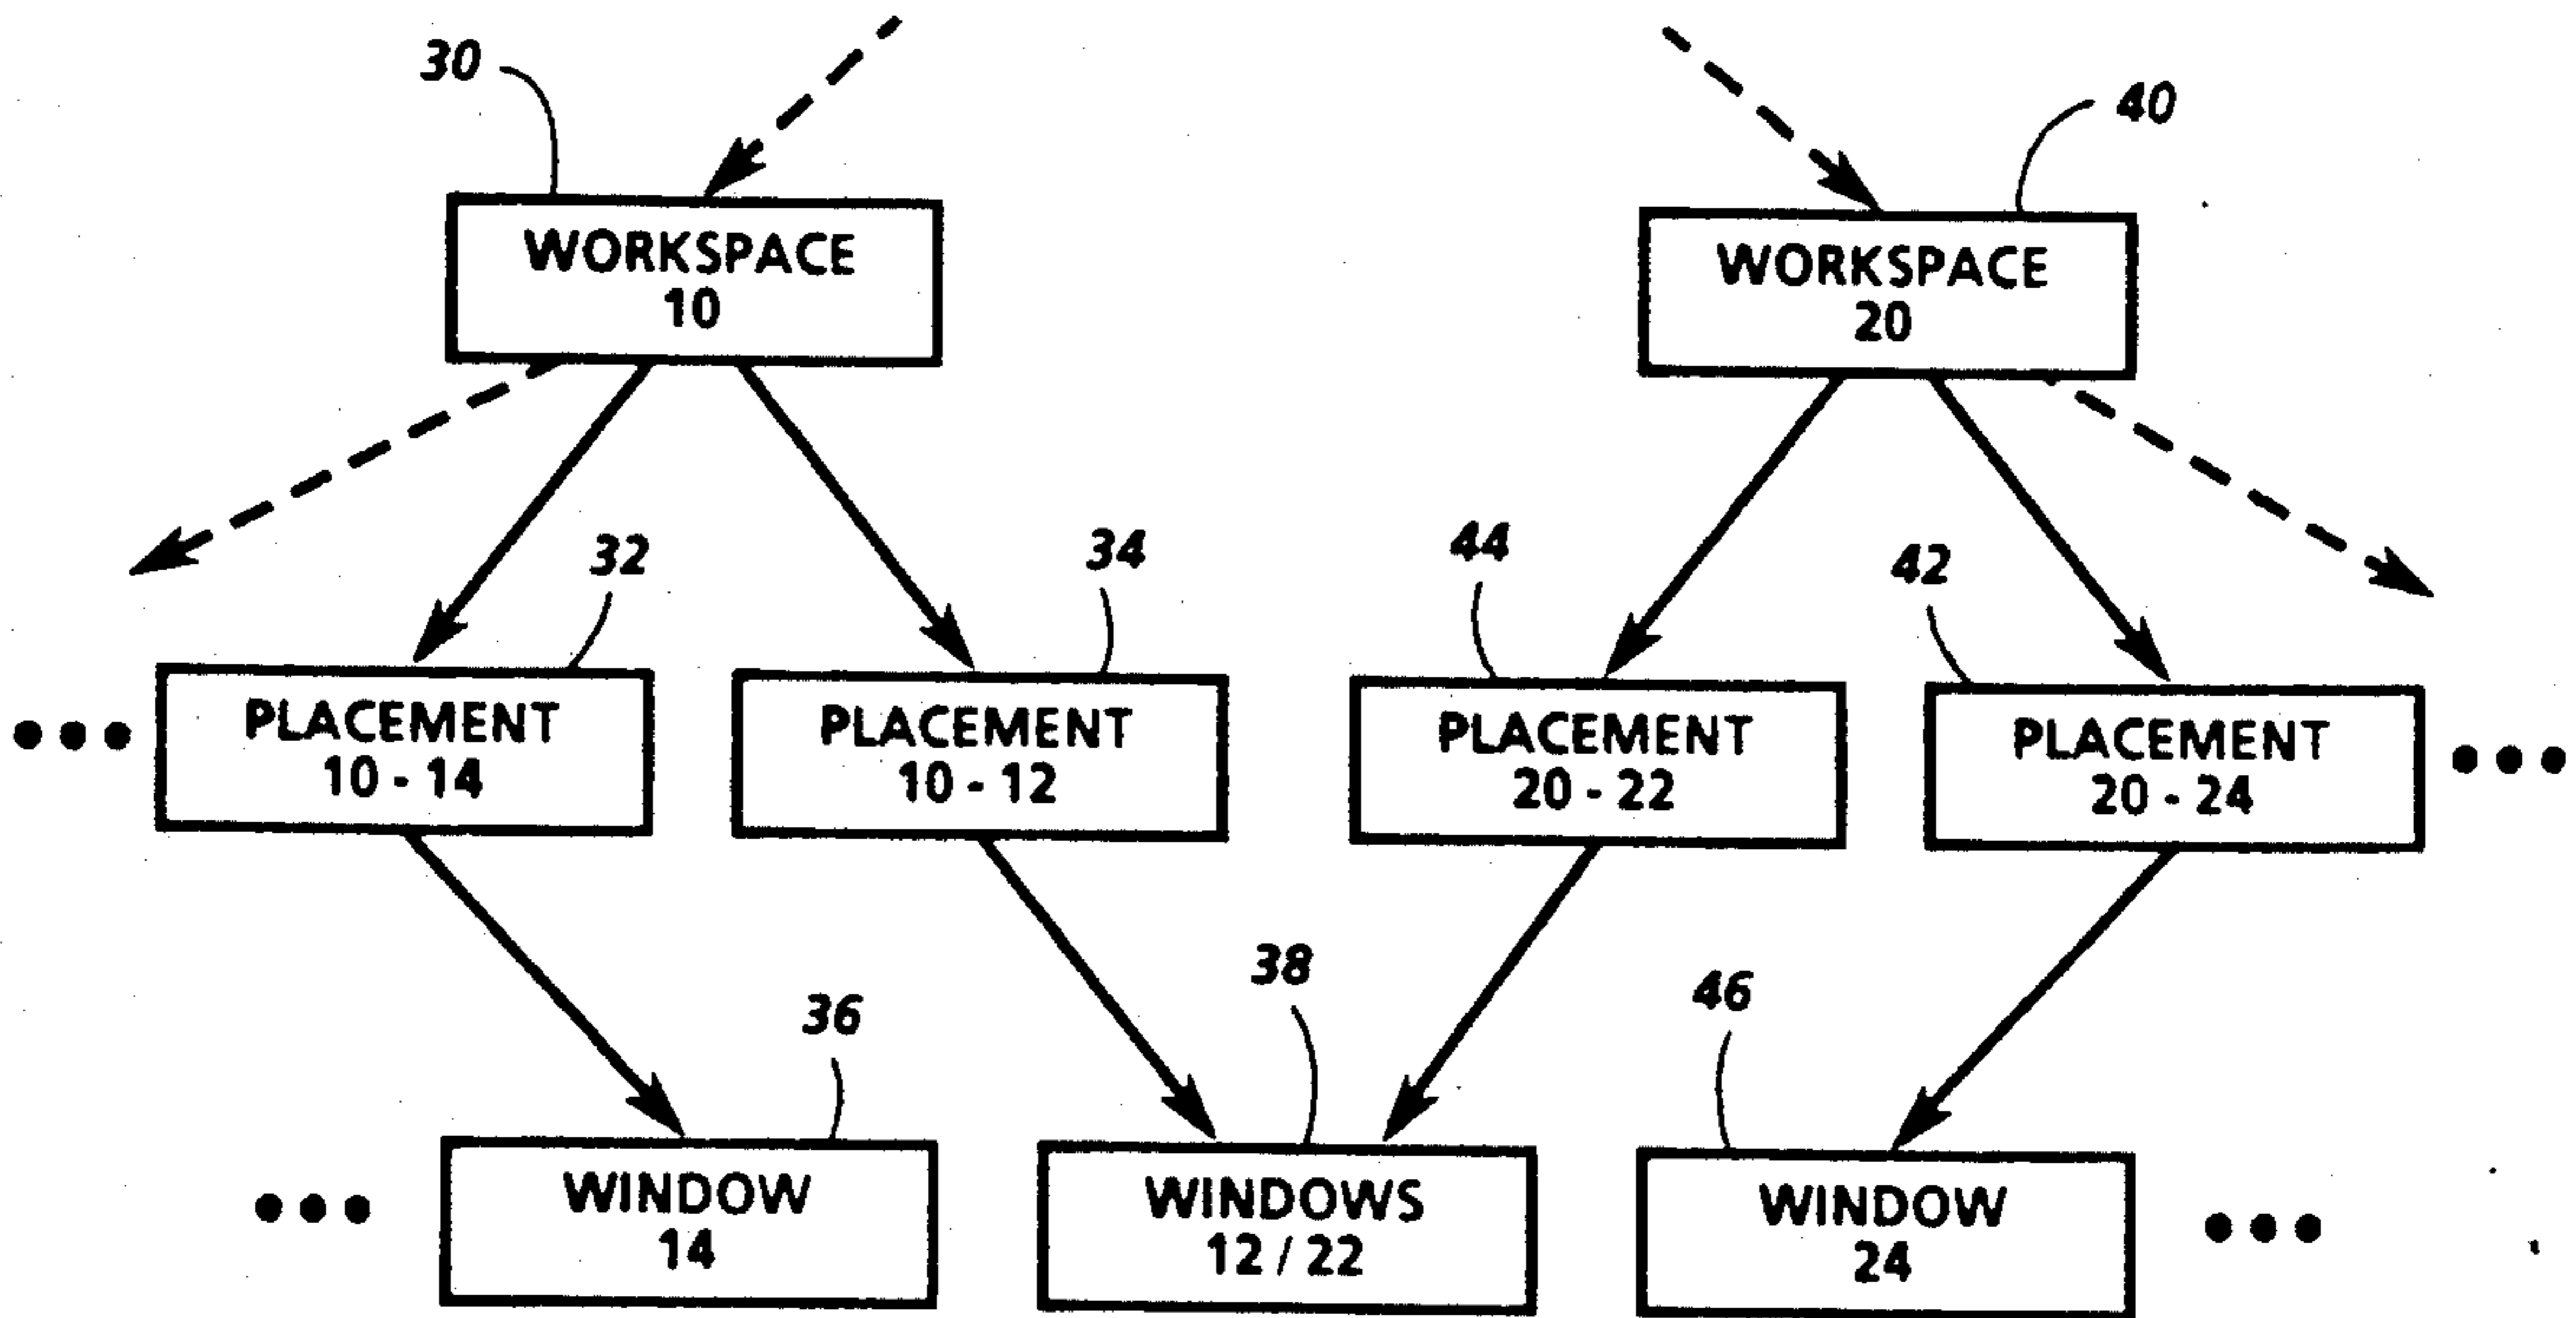 30
40
WORKSPACE
10
WORKSPACE
20
32
34
44
42
PLACEMENT
10 - 14
PLACEMENT
10 - 12
PLACEMENT
20 - 22
PLACEMENT
20 - 24
36
38
46
WINDOW
14
WINDOWS
12 / 22
WINDOW
24